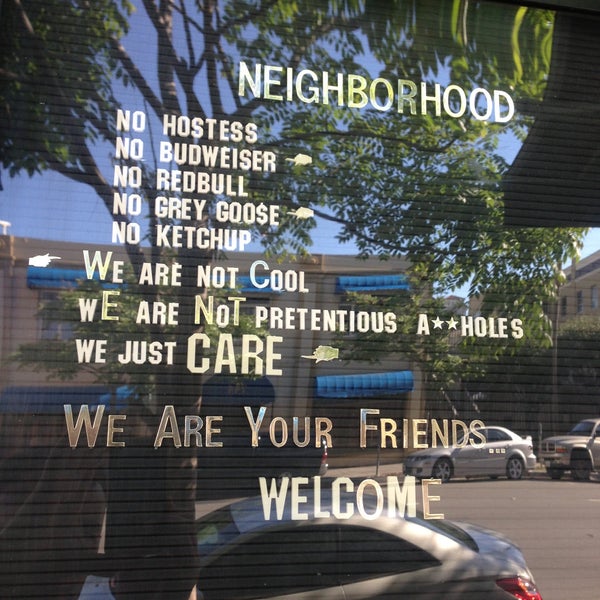 NEIGHBORHOOD
NO HOSTESS
NO BUDWEISER
NO REDBULL
NO GREY GOO$E
NO KETCHUP
WE ARE NOT COOL
WE ARE NOT PRETENTIOUS A**HOLES
WE JUST CARE
WE ARE YOUR FRIENDS
WELCOME